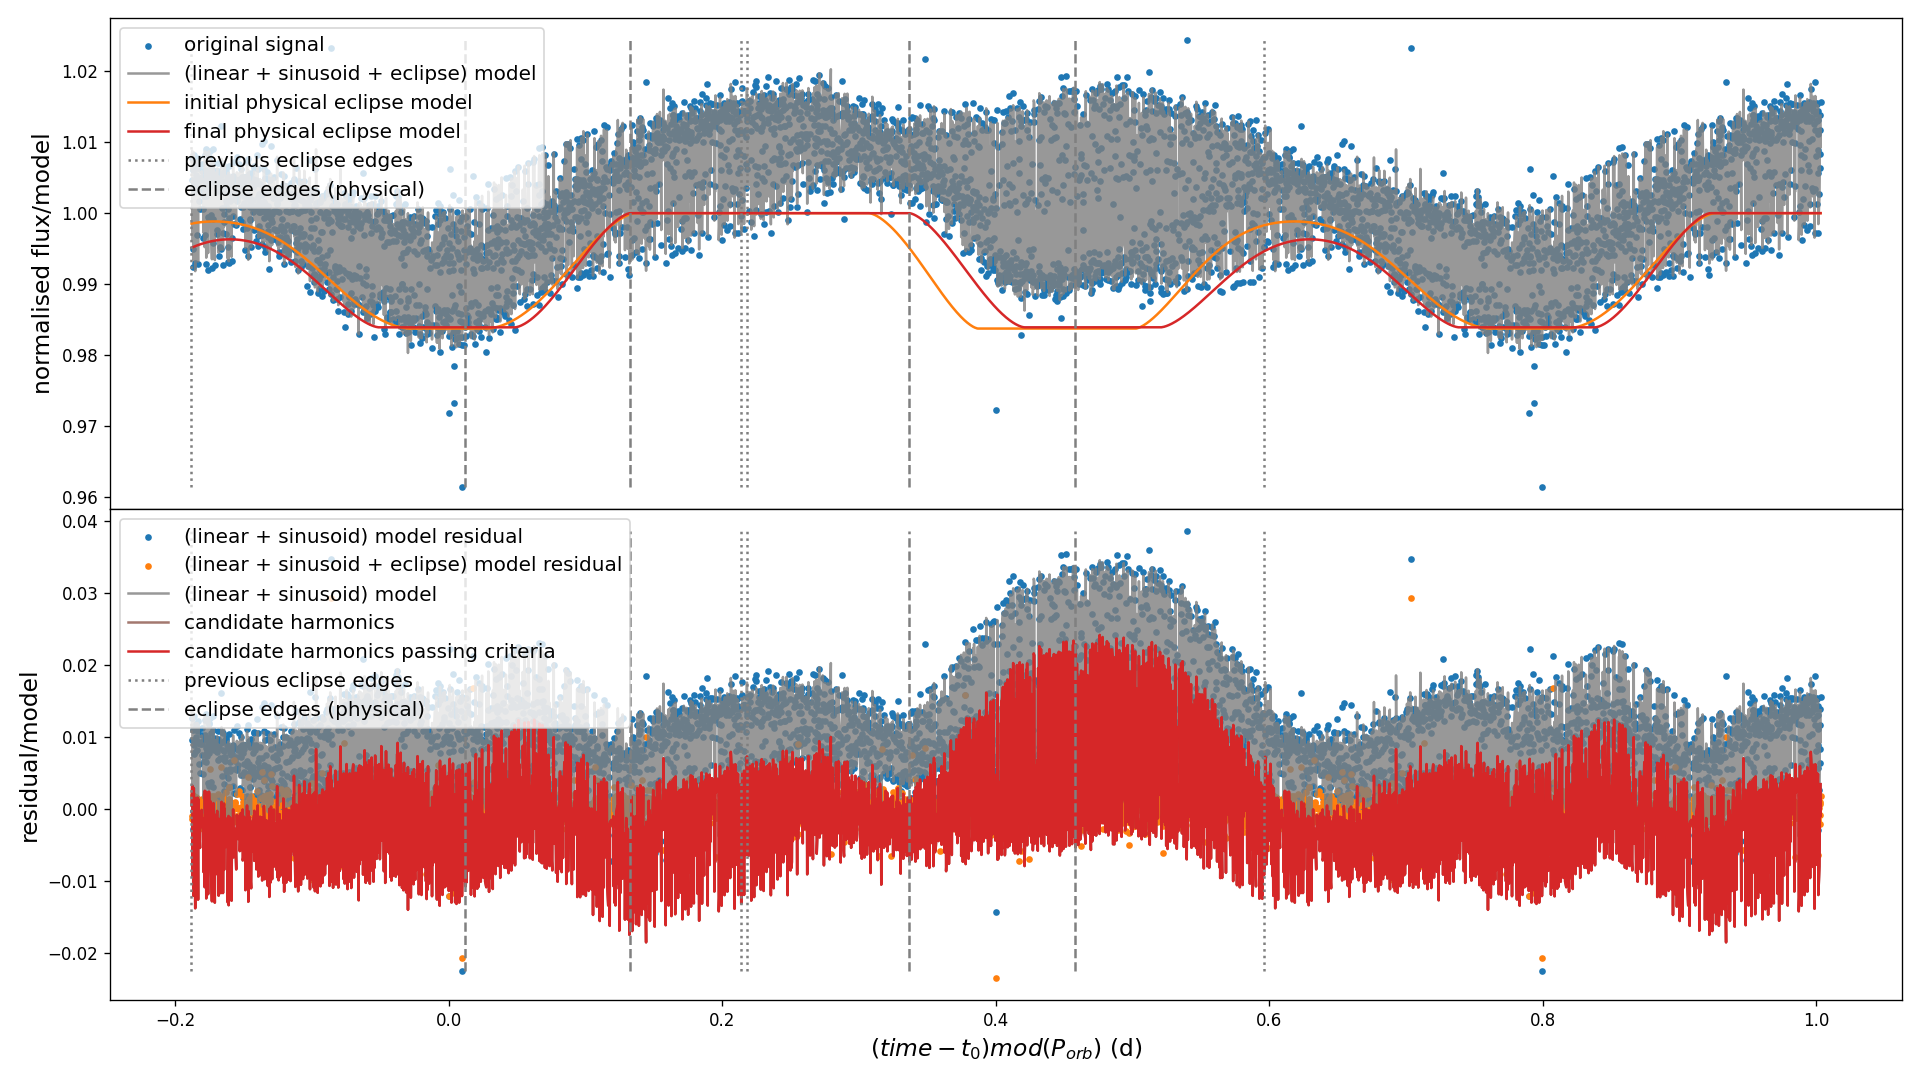 original signal
(linear + sinusoid + eclipse) model
initial physical eclipse model
final physical eclipse model
previous eclipse edges
eclipse edges (physical)
normalised flux/model
1.02
1.01
1.00
0.99
0.98
0.97
0.96
(linear + sinusoid) model residual
(linear + sinusoid + eclipse) model residual
(linear + sinusoid) model
candidate harmonics
candidate harmonics passing criteria
previous eclipse edges
eclipse edges (physical)
residual/model
0.04
0.03
0.02
0.01
0.00
−0.01
−0.02
−0.2 0.0 0.2 0.4 0.6 0.8 1.0
(time − t₀)mod(P_orb) (d)